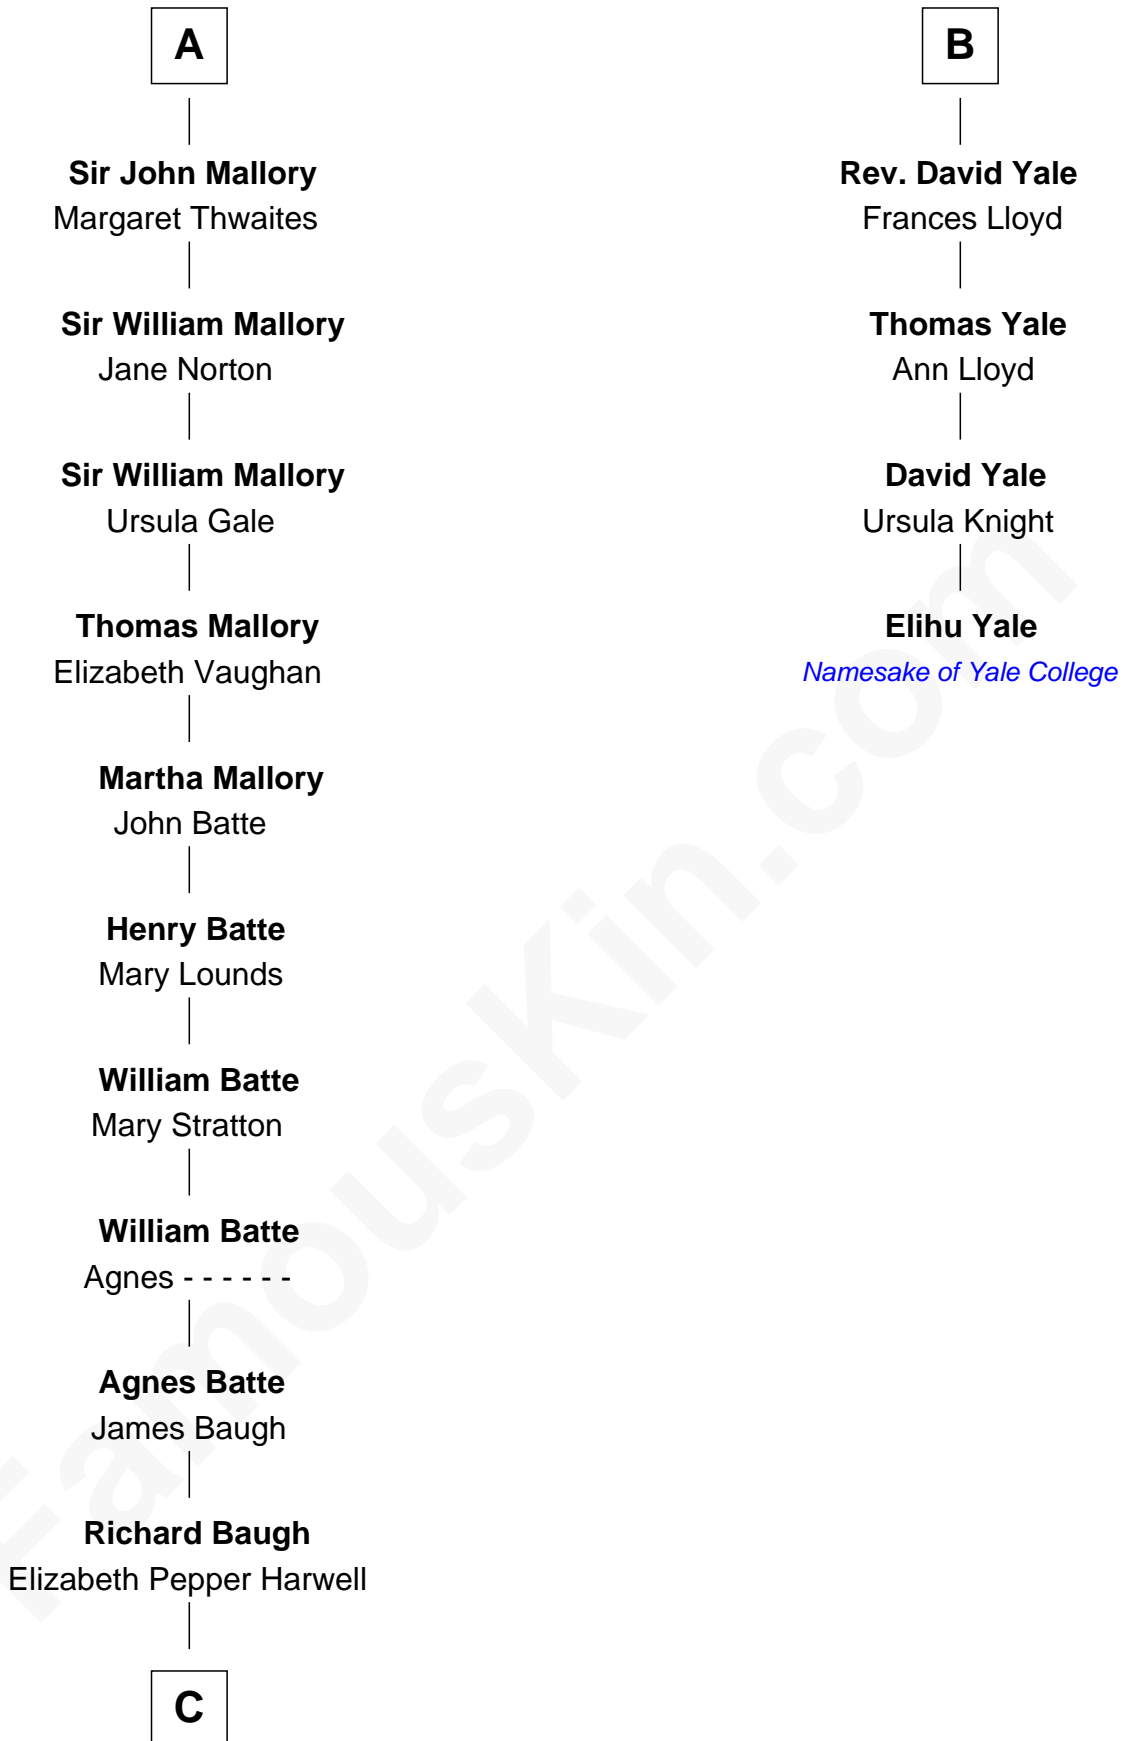 A
Sir John Mallory
Margaret Thwaites
Sir William Mallory
Jane Norton
Sir William Mallory
Ursula Gale
Thomas Mallory
Elizabeth Vaughan
Martha Mallory
John Batte
Henry Batte
Mary Lounds
William Batte
Mary Stratton
William Batte
Agnes - - - - - -
Agnes Batte
James Baugh
Richard Baugh
Elizabeth Pepper Harwell
C
B
Rev. David Yale
Frances Lloyd
Thomas Yale
Ann Lloyd
David Yale
Ursula Knight
Elihu Yale
Namesake of Yale College
FamousKin.com